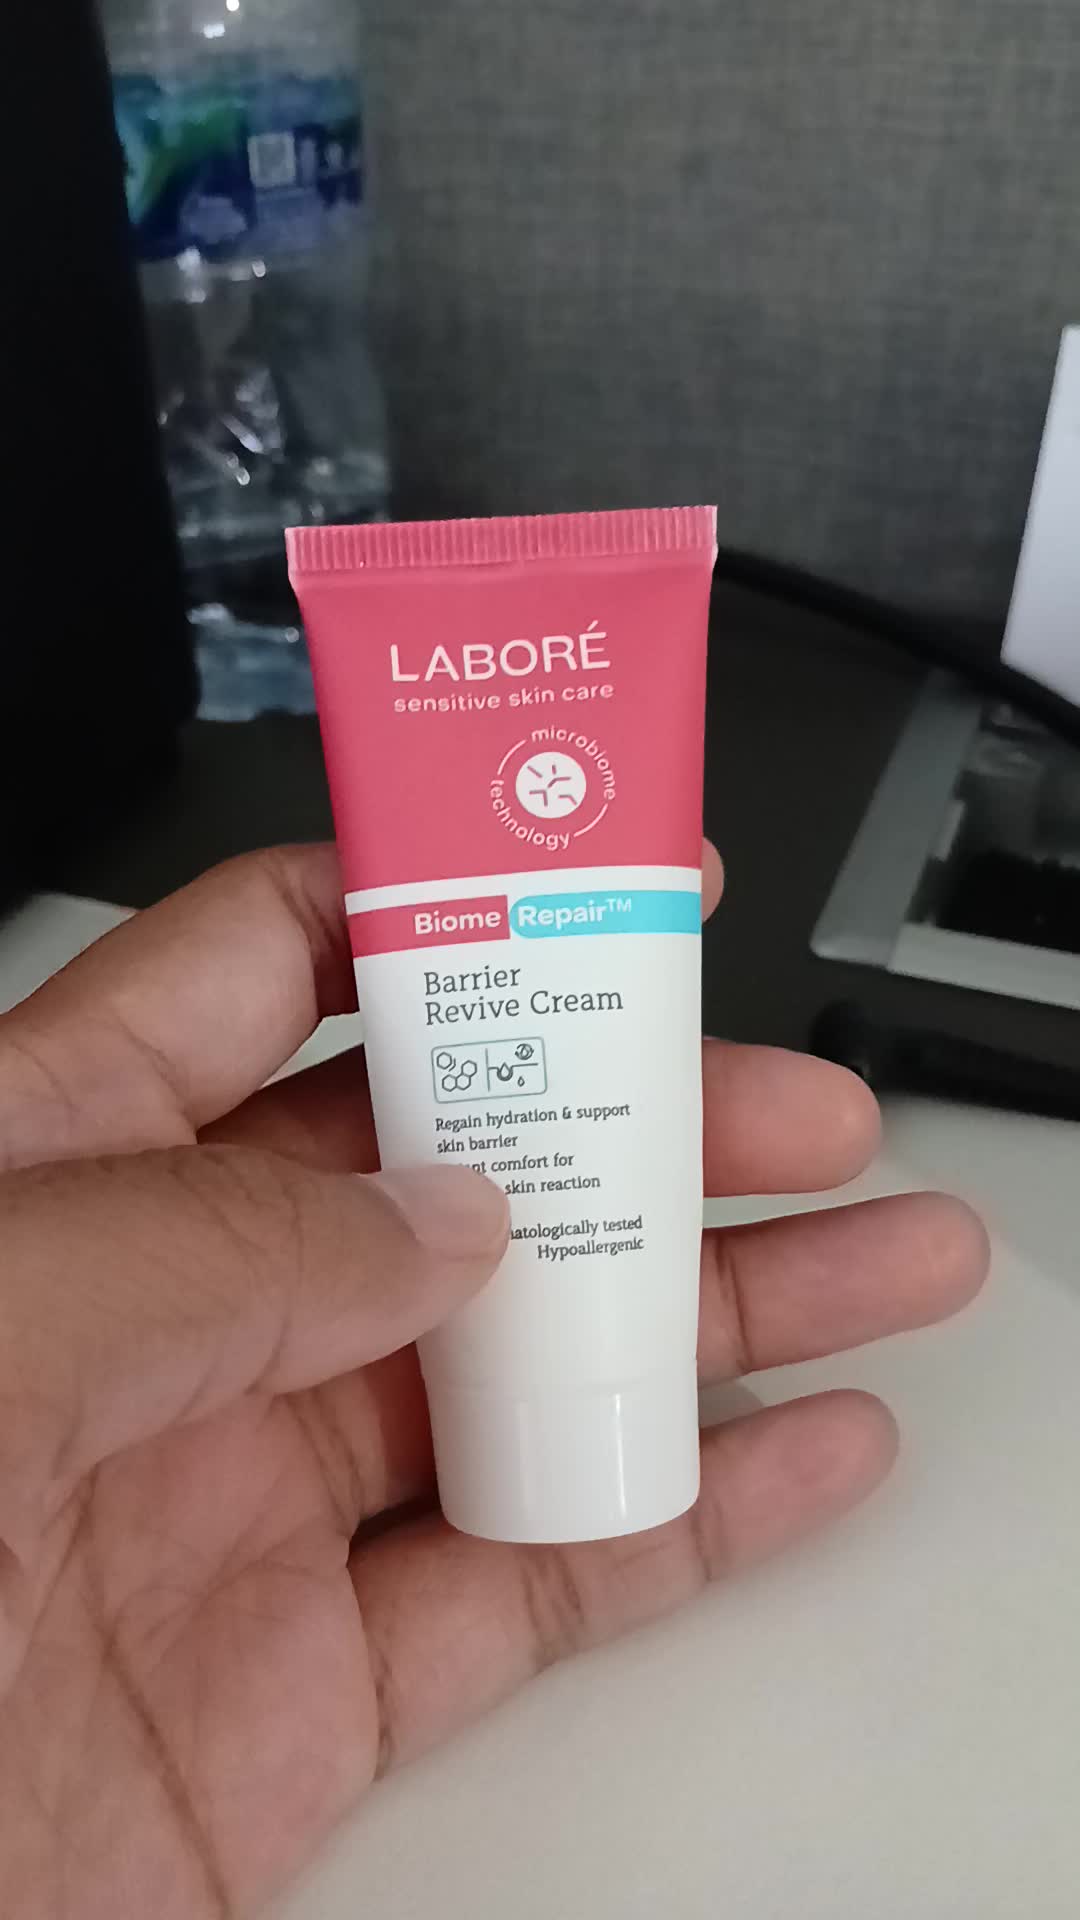 LABORÉ
sensitive skin care
microbiome
technology
Biome Repair™
Barrier
Revive Cream
Regain hydration & support
skin barrier
comfort for
skin reaction
tested
Hypoallergenic